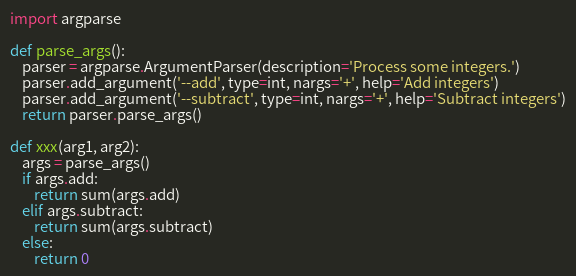 import argparse

def parse_args():
    parser = argparse.ArgumentParser(description='Process some integers.')
    parser.add_argument('--add', type=int, nargs='+', help='Add integers')
    parser.add_argument('--subtract', type=int, nargs='+', help='Subtract integers')
    return parser.parse_args()

def xxx(arg1, arg2):
    args = parse_args()
    if args.add:
        return sum(args.add)
    elif args.subtract:
        return sum(args.subtract)
    else:
        return 0